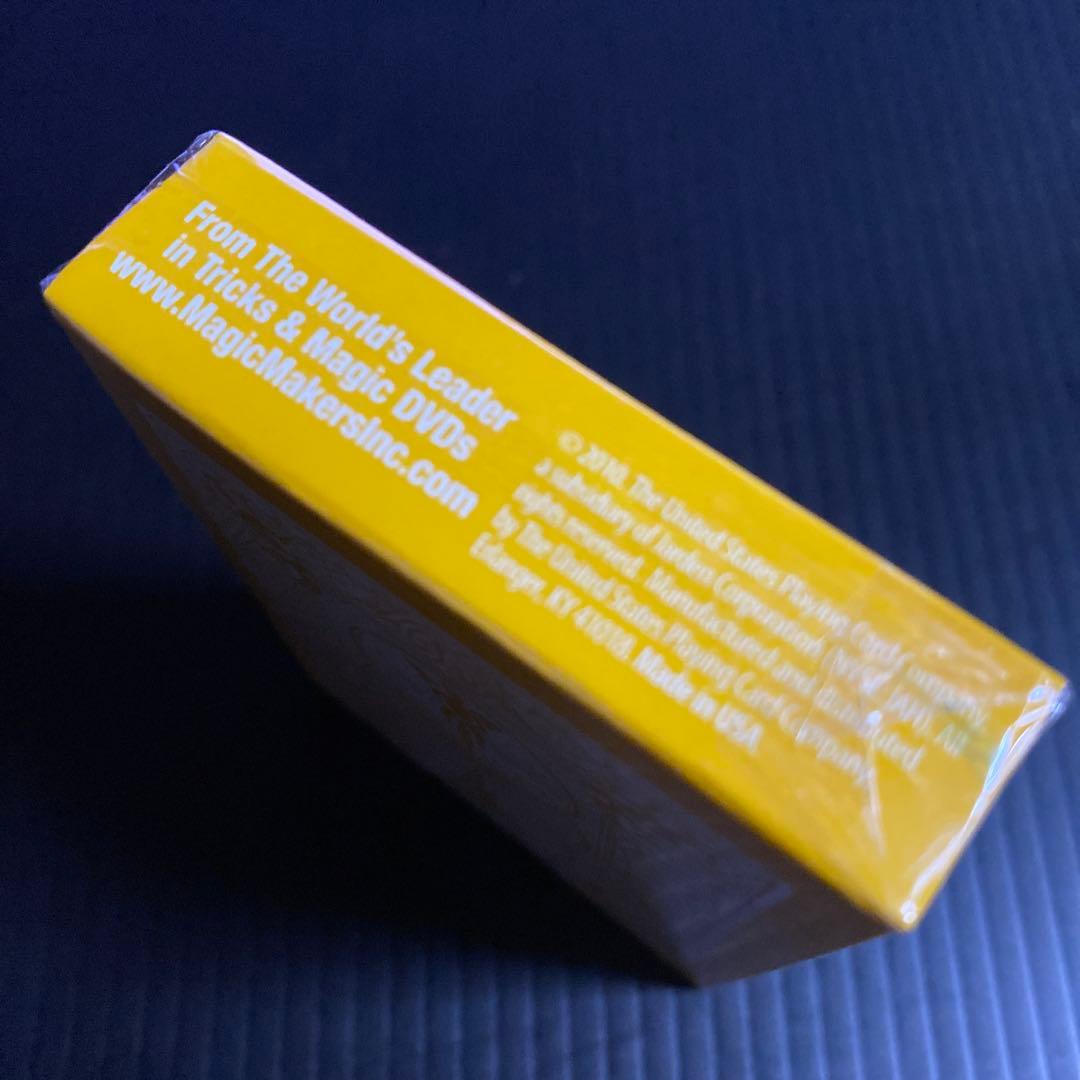 From The World's Leader
in Tricks & Magic DVDs
www.MagicMakersInc.com
The United States Playing Card Company,
a subsidiary of Jarden Corporation All
rights reserved. Manufactured and distributed
by The United States Playing Card Company,
Erlanger, KY 41018. Made in USA